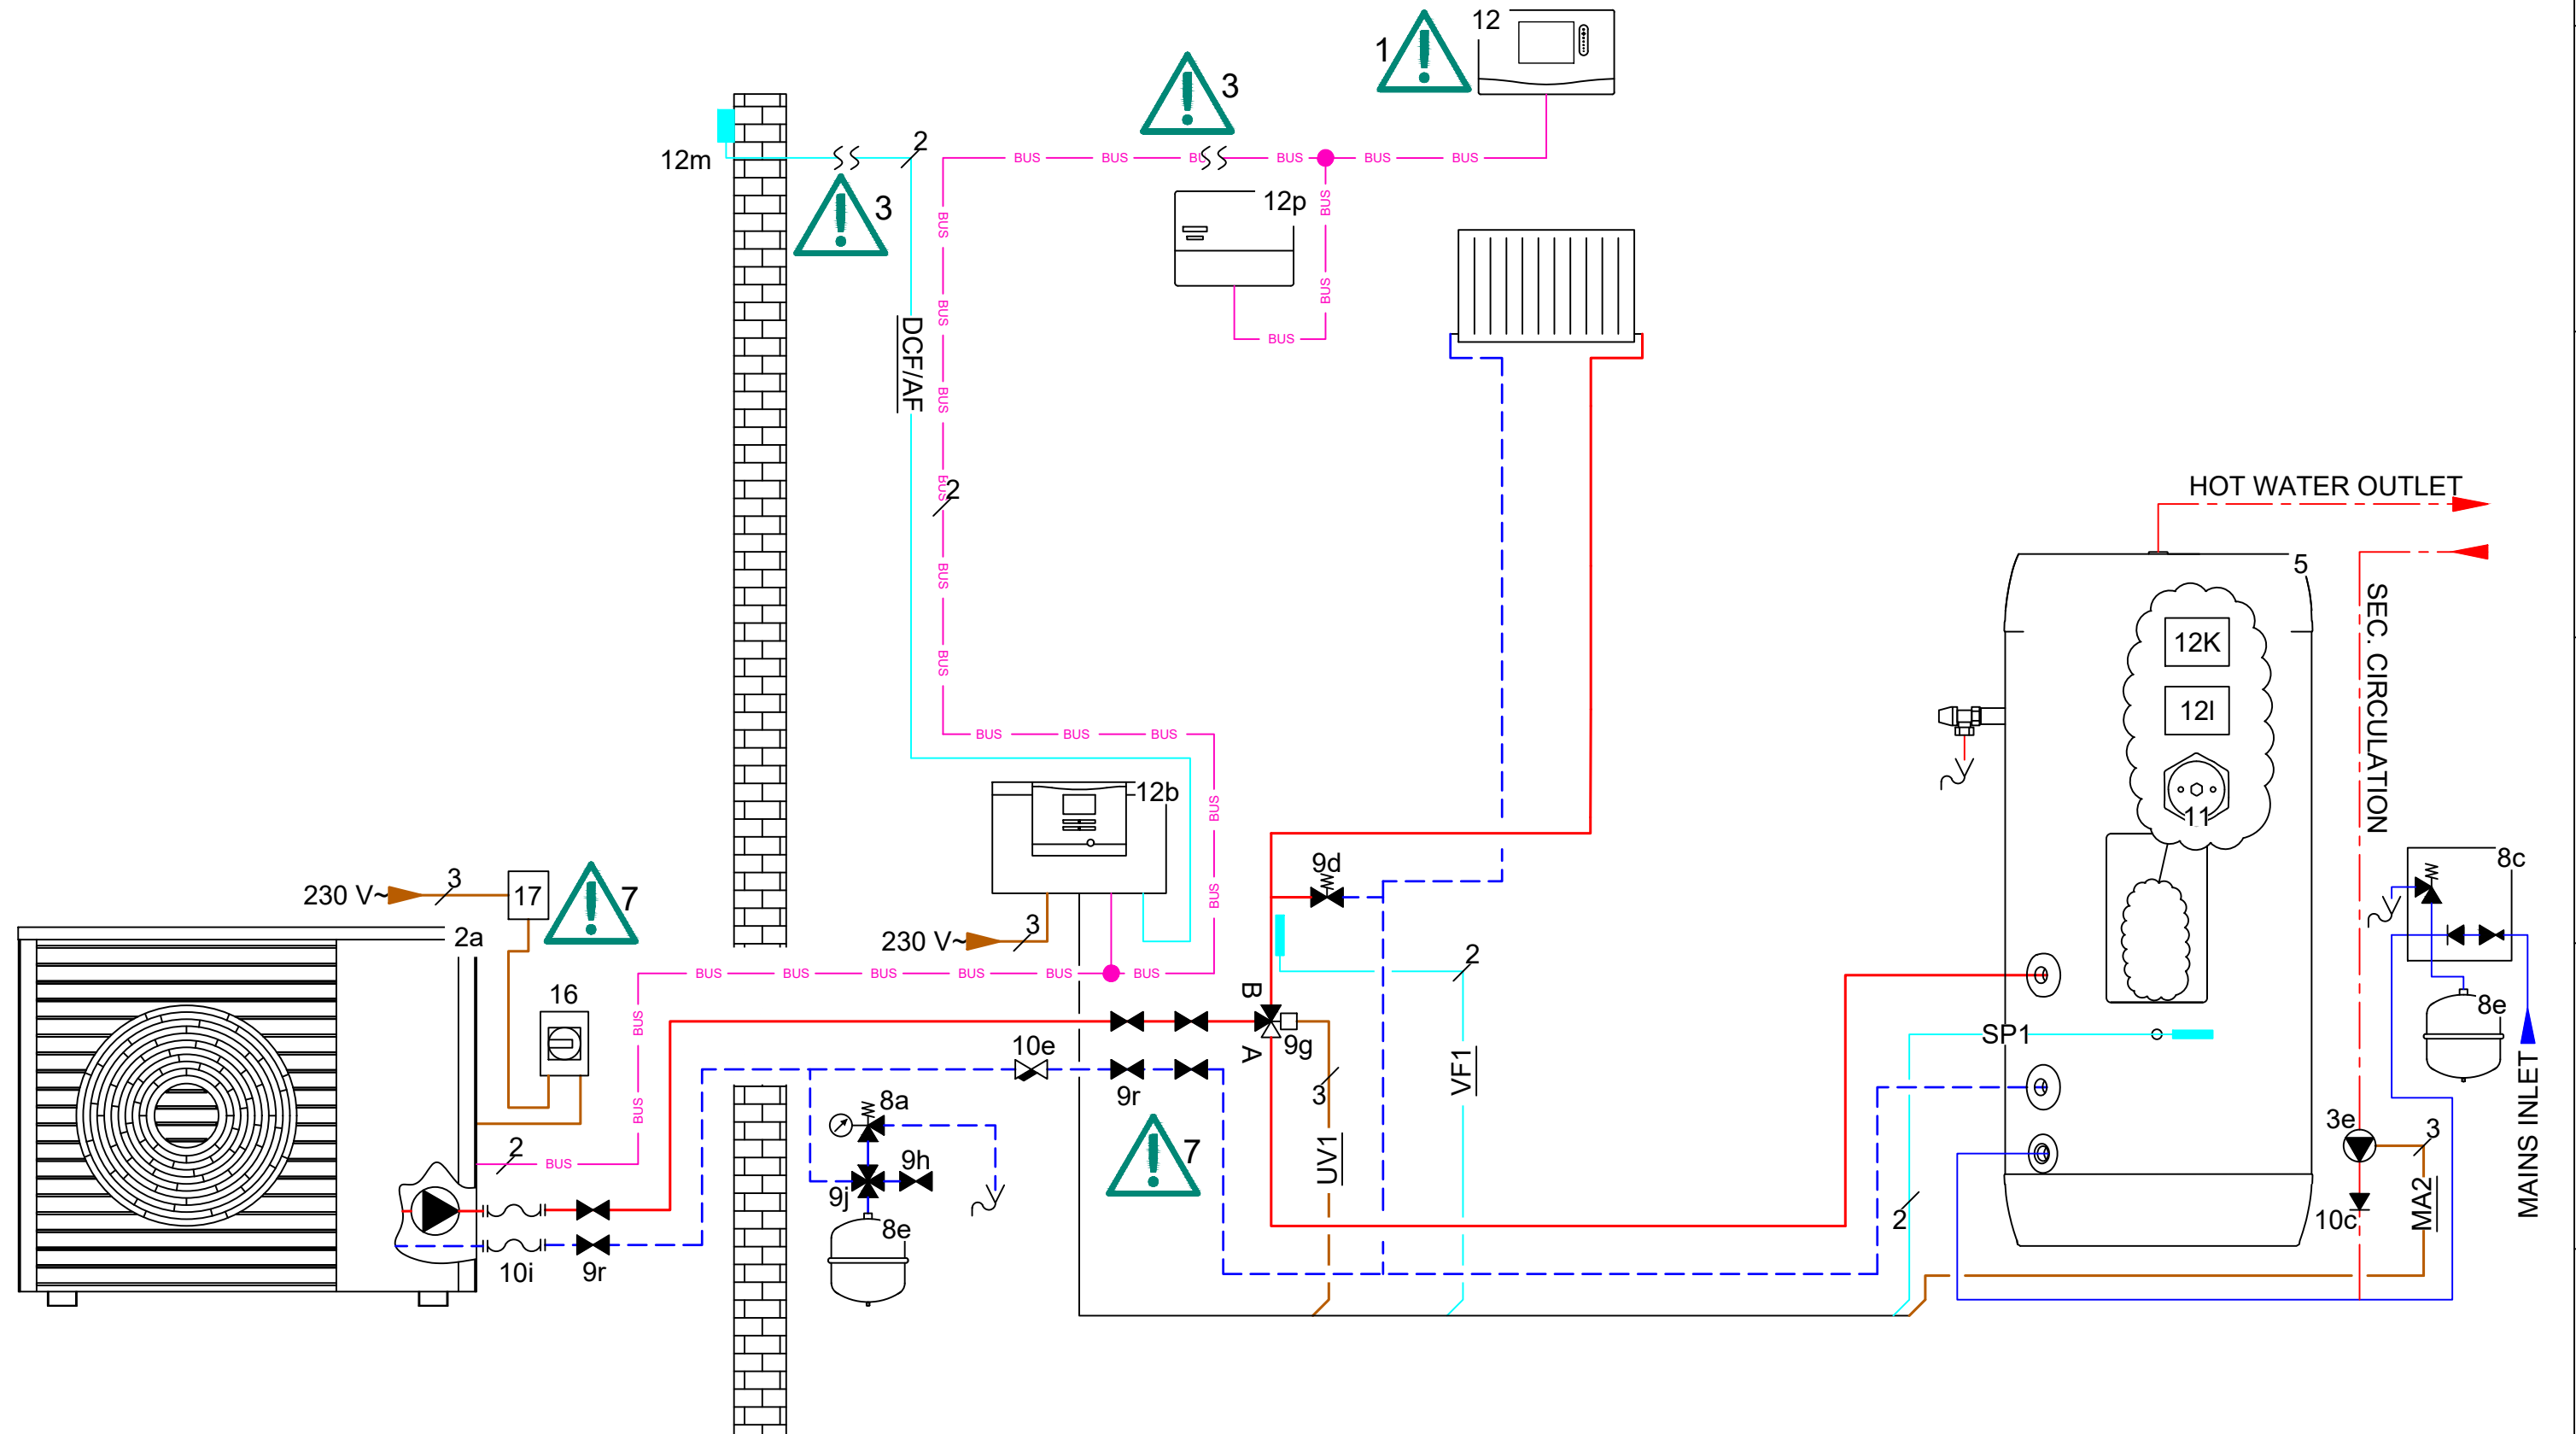 12
1
3
BUS
BUS
BUS
BUS
BUS
BUS
2
12m
3
12p
BUS
BUS
BUS
BUS
BUS
BUS
BUS
DCF/AF
2
BUS
BUS
BUS
BUS
BUS
BUS
HOT WATER OUTLET
5
SEC. CIRCULATION
12K
12l
11
12b
BUS
BUS
230 V~
3
17
7
230 V~
3
9d
8c
2a
BUS
BUS
BUS
BUS
BUS
BUS
2
16
BUS
BUS
B
A
9g
10e
9r
8a
9h
9j
8e
7
3
UV1
VF1
SP1
2
8e
MAINS INLET
3e
3
MA2
10c
2
BUS
10i
9r